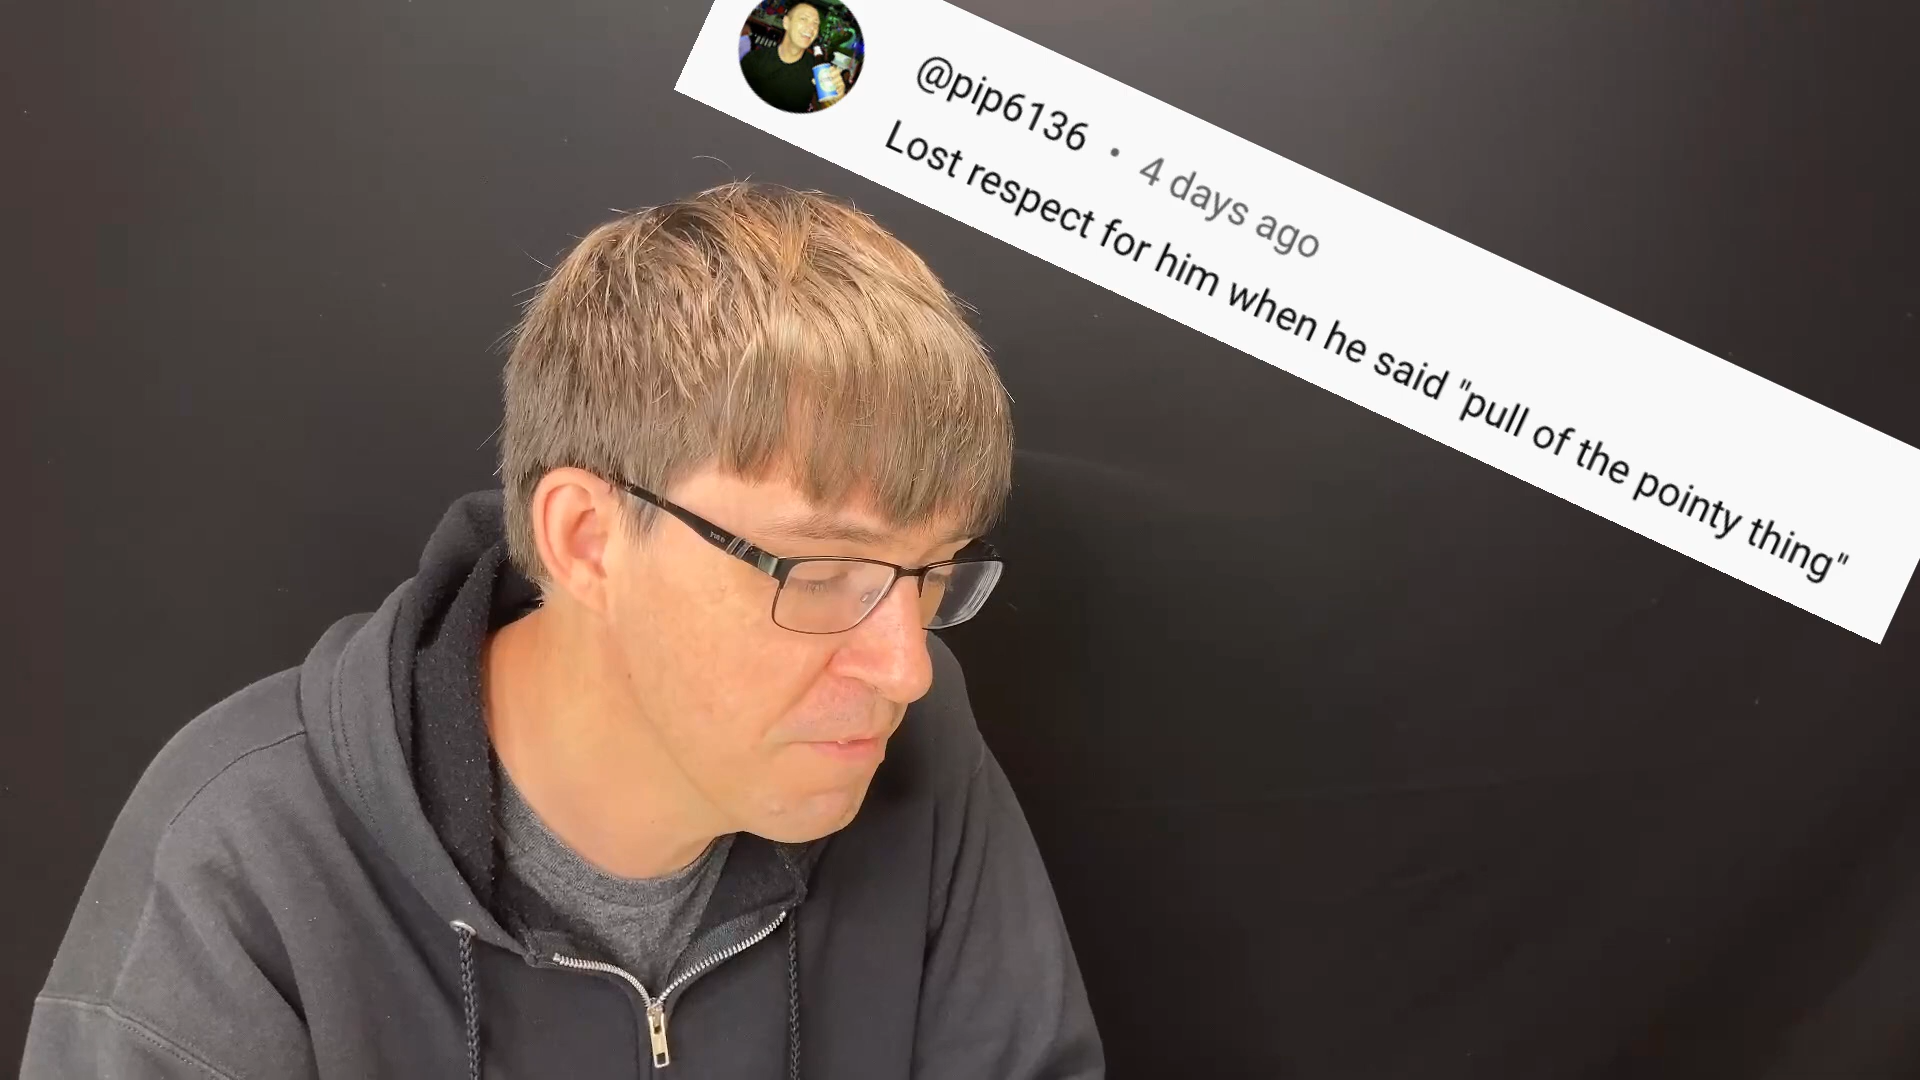 @pip6136 • 4 days ago
Lost respect for him when he said "pull of the pointy thing"